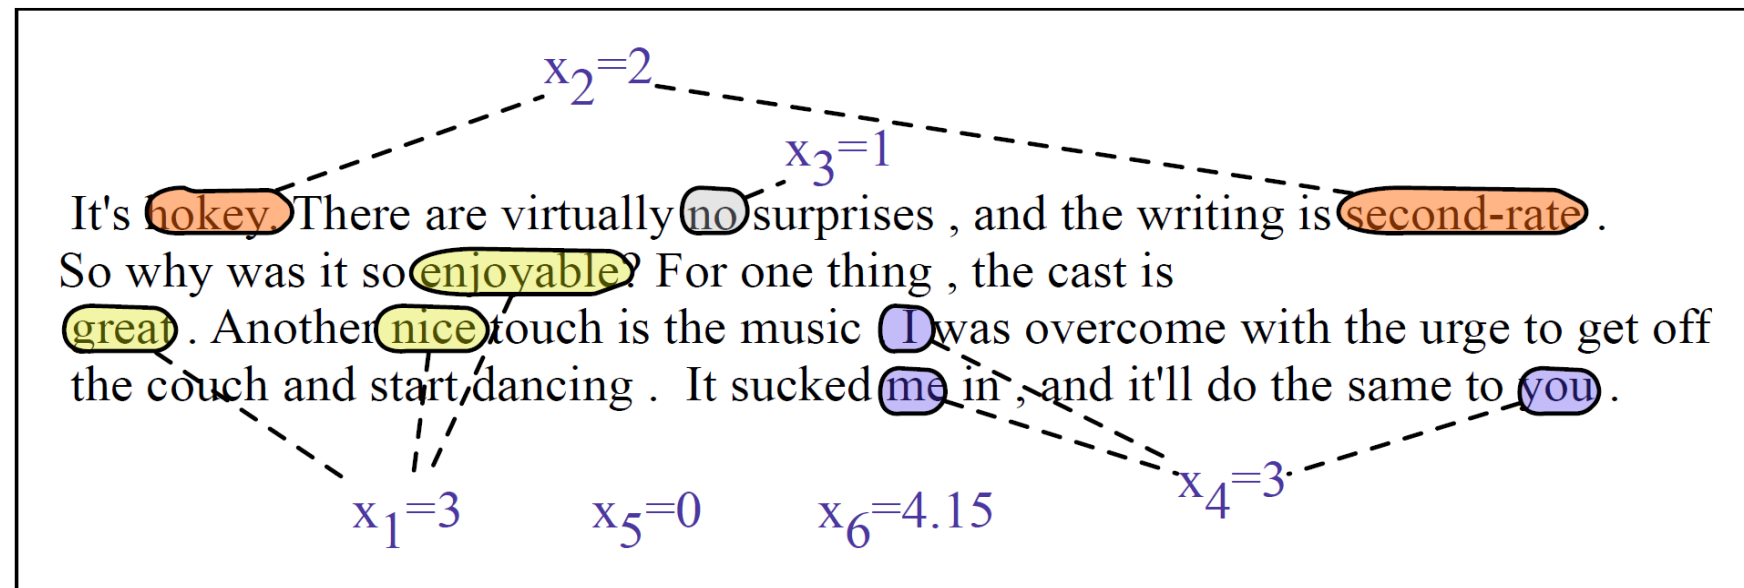 x2=2
x3=1
It's hokey. There are virtually no surprises , and the writing is second-rate .
So why was it so enjoyable? For one thing , the cast is
great . Another nice touch is the music . I was overcome with the urge to get off
the couch and start dancing . It sucked me in , and it'll do the same to you .
x1=3 x5=0 x6=4.15 x4=3